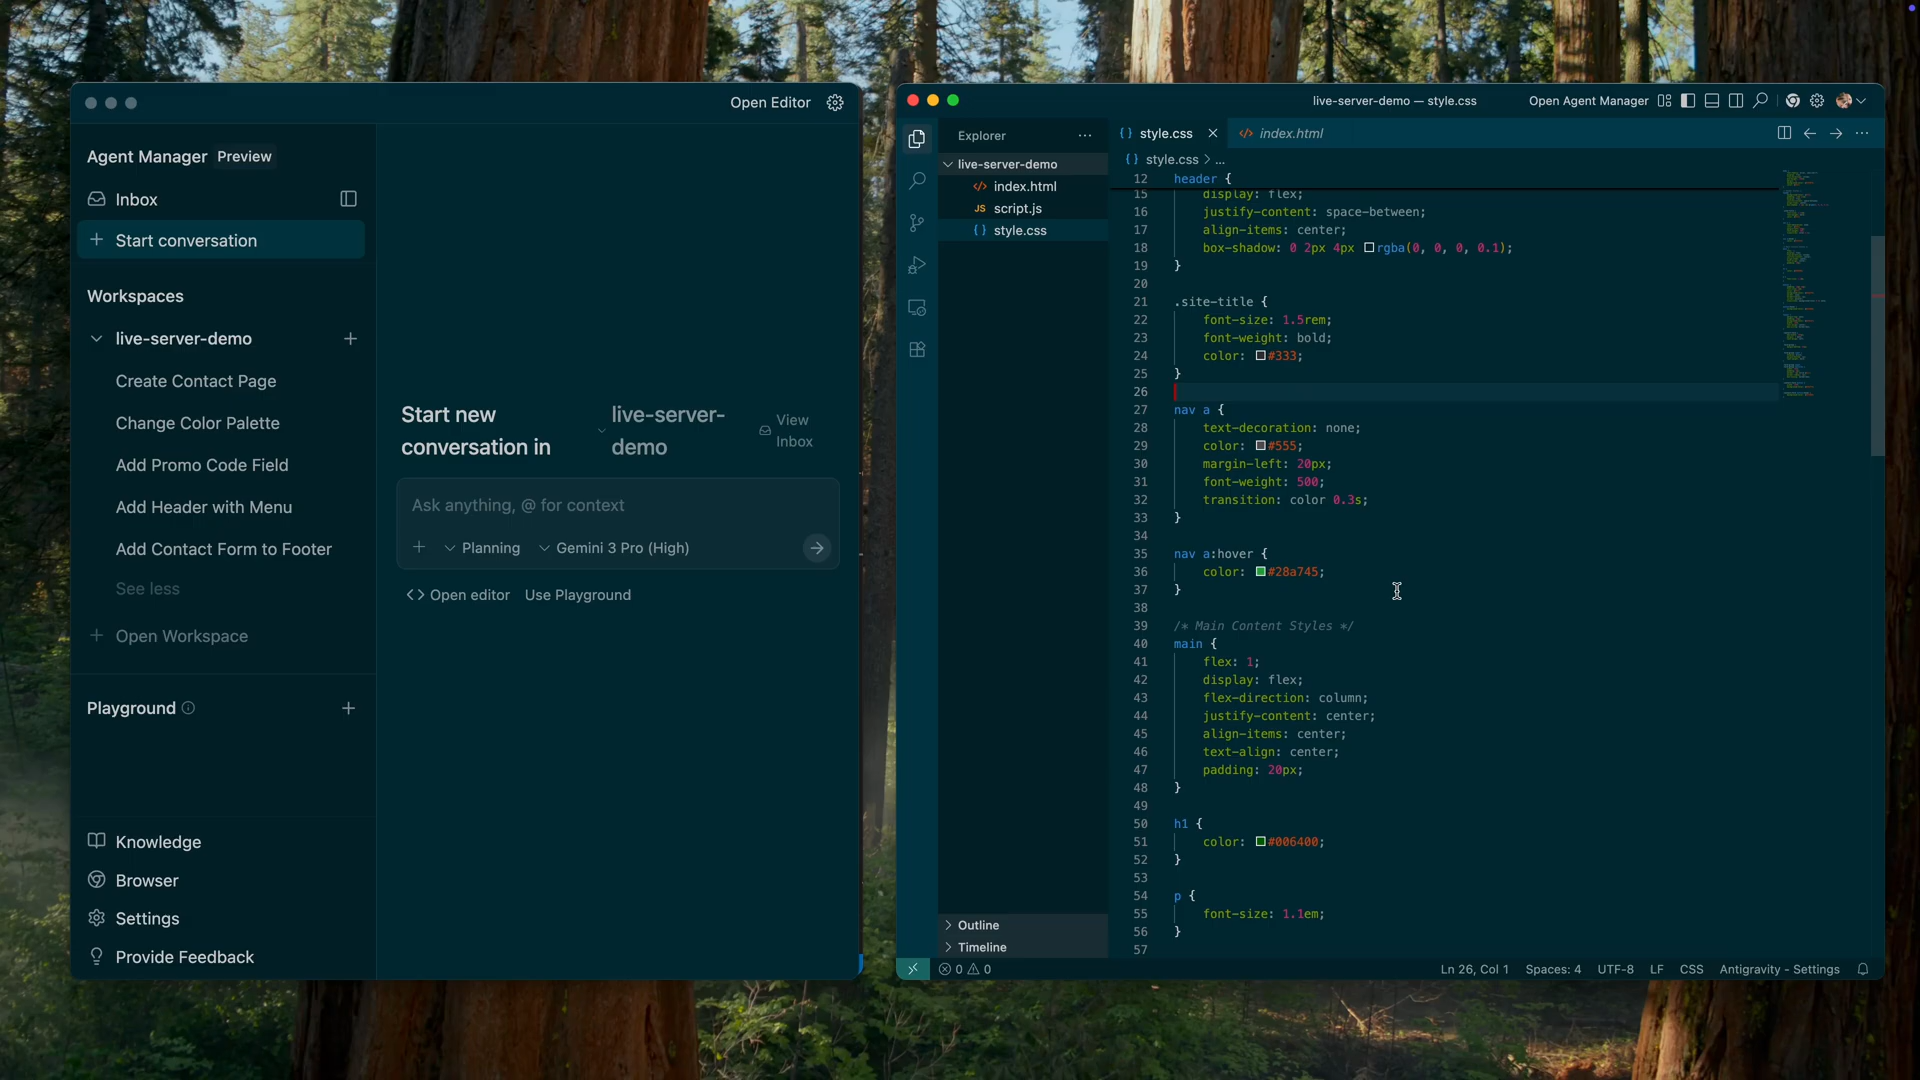 Open Editor
Agent Manager Preview
Inbox
Start conversation
Workspaces
live-server-demo
Create Contact Page
Change Color Palette
Add Promo Code Field
Add Header with Menu
Add Contact Form to Footer
See less
Open Workspace
Playground
Knowledge
Browser
Settings
Provide Feedback
Start new conversation in
live-server-demo
View Inbox
Ask anything, @ for context
Planning
Gemini 3 Pro (High)
<> Open editor
Use Playground
live-server-demo — style.css
Open Agent Manager
Explorer
live-server-demo
index.html
JS script.js
{ } style.css
Outline
Timeline
{ } style.css
</> index.html
{ } style.css > ...
12 header {
15 display: flex;
16 justify-content: space-between;
17 align-items: center;
18 box-shadow: 0 2px 4px rgba(0, 0, 0, 0.1);
19 }
20
21 .site-title {
22 font-size: 1.5rem;
23 font-weight: bold;
24 color: #333;
25 }
26
27 nav a {
28 text-decoration: none;
29 color: #555;
30 margin-left: 20px;
31 font-weight: 500;
32 transition: color 0.3s;
33 }
34
35 nav a:hover {
36 color: #28a745;
37 }
38
39 /* Main Content Styles */
40 main {
41 flex: 1;
42 display: flex;
43 flex-direction: column;
44 justify-content: center;
45 align-items: center;
46 text-align: center;
47 padding: 20px;
48 }
49
50 h1 {
51 color: #006400;
52 }
53
54 p {
55 font-size: 1.1em;
56 }
57
0 0
Ln 26, Col 1
Spaces: 4
UTF-8
LF
CSS
Antigravity - Settings